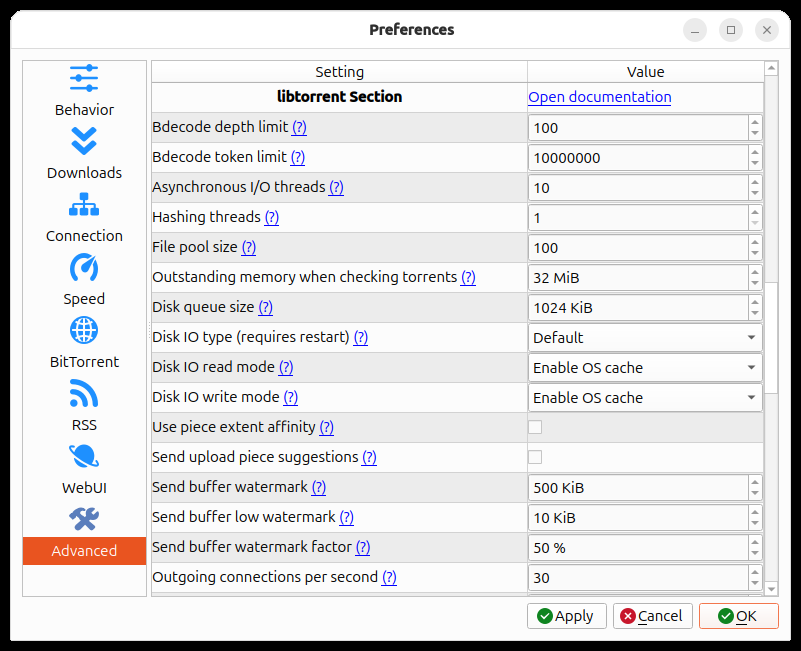 Preferences
Behavior
Downloads
Connection
Speed
BitTorrent
RSS
WebUI
Advanced
Setting Value
libtorrent Section Open documentation
Bdecode depth limit (?) 100
Bdecode token limit (?) 10000000
Asynchronous I/O threads (?) 10
Hashing threads (?) 1
File pool size (?) 100
Outstanding memory when checking torrents (?) 32 MiB
Disk queue size (?) 1024 KiB
Disk IO type (requires restart) (?) Default
Disk IO read mode (?) Enable OS cache
Disk IO write mode (?) Enable OS cache
Use piece extent affinity (?)
Send upload piece suggestions (?)
Send buffer watermark (?) 500 KiB
Send buffer low watermark (?) 10 KiB
Send buffer watermark factor (?) 50 %
Outgoing connections per second (?) 30
Apply Cancel OK